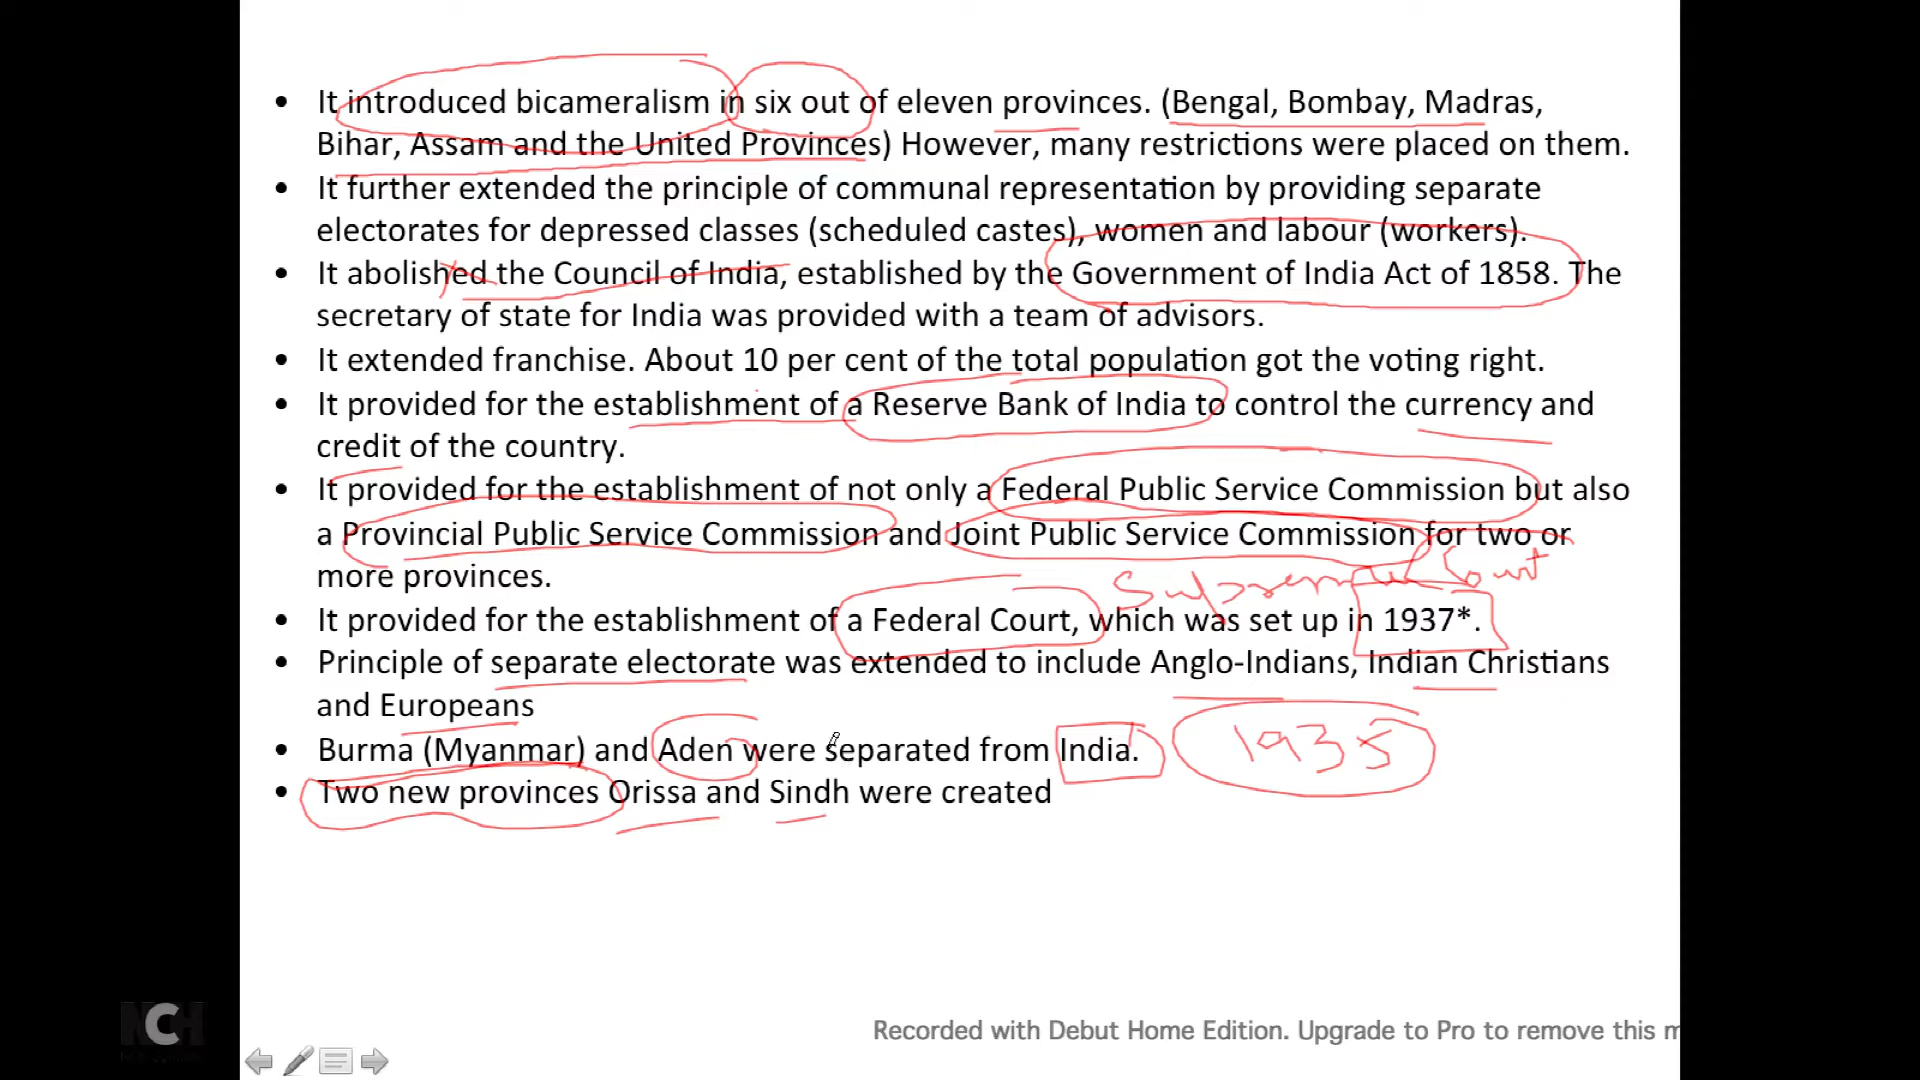 • It introduced bicameralism in six out of eleven provinces. (Bengal, Bombay, Madras,
Bihar, Assam and the United Provinces) However, many restrictions were placed on them.
• It further extended the principle of communal representation by providing separate
electorates for depressed classes (scheduled castes), women and labour (workers).
• It abolished the Council of India, established by the Government of India Act of 1858. The
secretary of state for India was provided with a team of advisors.
• It extended franchise. About 10 per cent of the total population got the voting right.
• It provided for the establishment of a Reserve Bank of India to control the currency and
credit of the country.
• It provided for the establishment of not only a Federal Public Service Commission but also
a Provincial Public Service Commission and Joint Public Service Commission for two or
more provinces.
Supreme Court
• It provided for the establishment of a Federal Court, which was set up in 1937*.
• Principle of separate electorate was extended to include Anglo-Indians, Indian Christians
and Europeans
• Burma (Myanmar) and Aden were separated from India.
1935
• Two new provinces Orissa and Sindh were created
NCH
Recorded with Debut Home Edition. Upgrade to Pro to remove this m